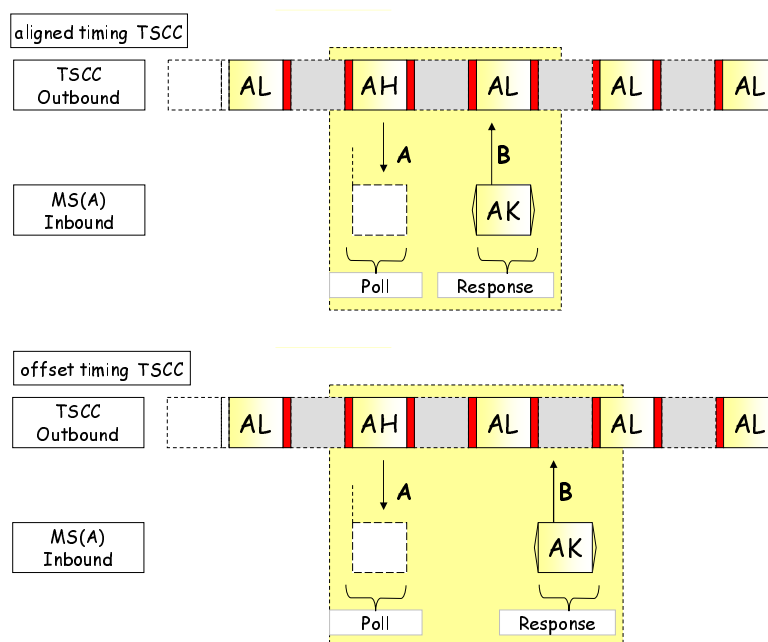 aligned timing TSCC
TSCC
Outbound
AL AH AL AL AL
A B
MS(A)
Inbound
AK
Poll Response
offset timing TSCC
TSCC
Outbound
AL AH AL AL AL
A B
MS(A)
Inbound
AK
Poll Response